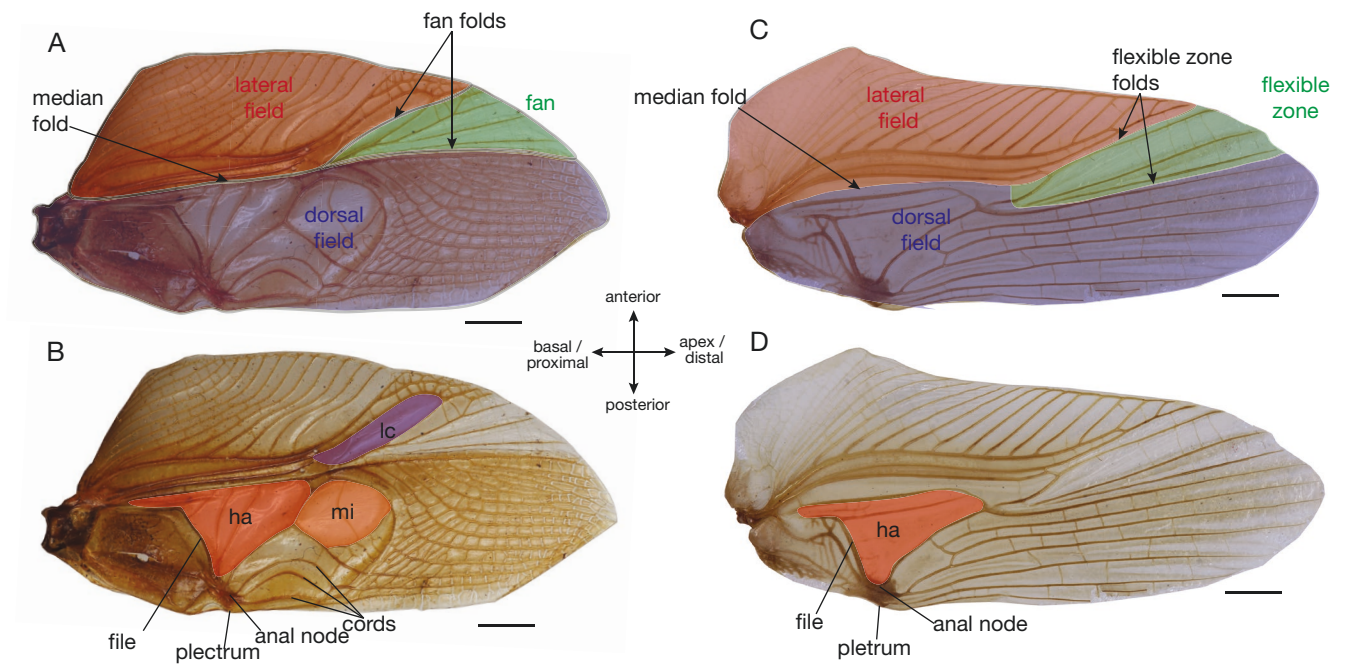 A
fan folds
lateral
field
median
fold
fan
dorsal
field
C
flexible zone
folds
flexible
zone
median fold
lateral
field
dorsal
field
anterior
basal /
proximal
apex /
distal
posterior
B
lc
ha
mi
file
plectrum
anal node
cords
D
ha
file
pletrum
anal node